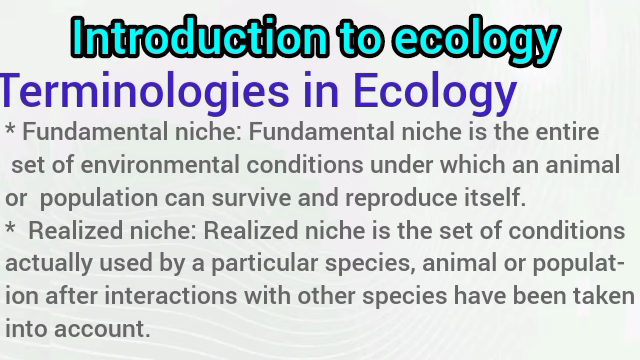 Introduction to ecology
Terminologies in Ecology
* Fundamental niche: Fundamental niche is the entire
set of environmental conditions under which an animal
or population can survive and reproduce itself.
* Realized niche: Realized niche is the set of conditions
actually used by a particular species, animal or populat-
ion after interactions with other species have been taken
into account.